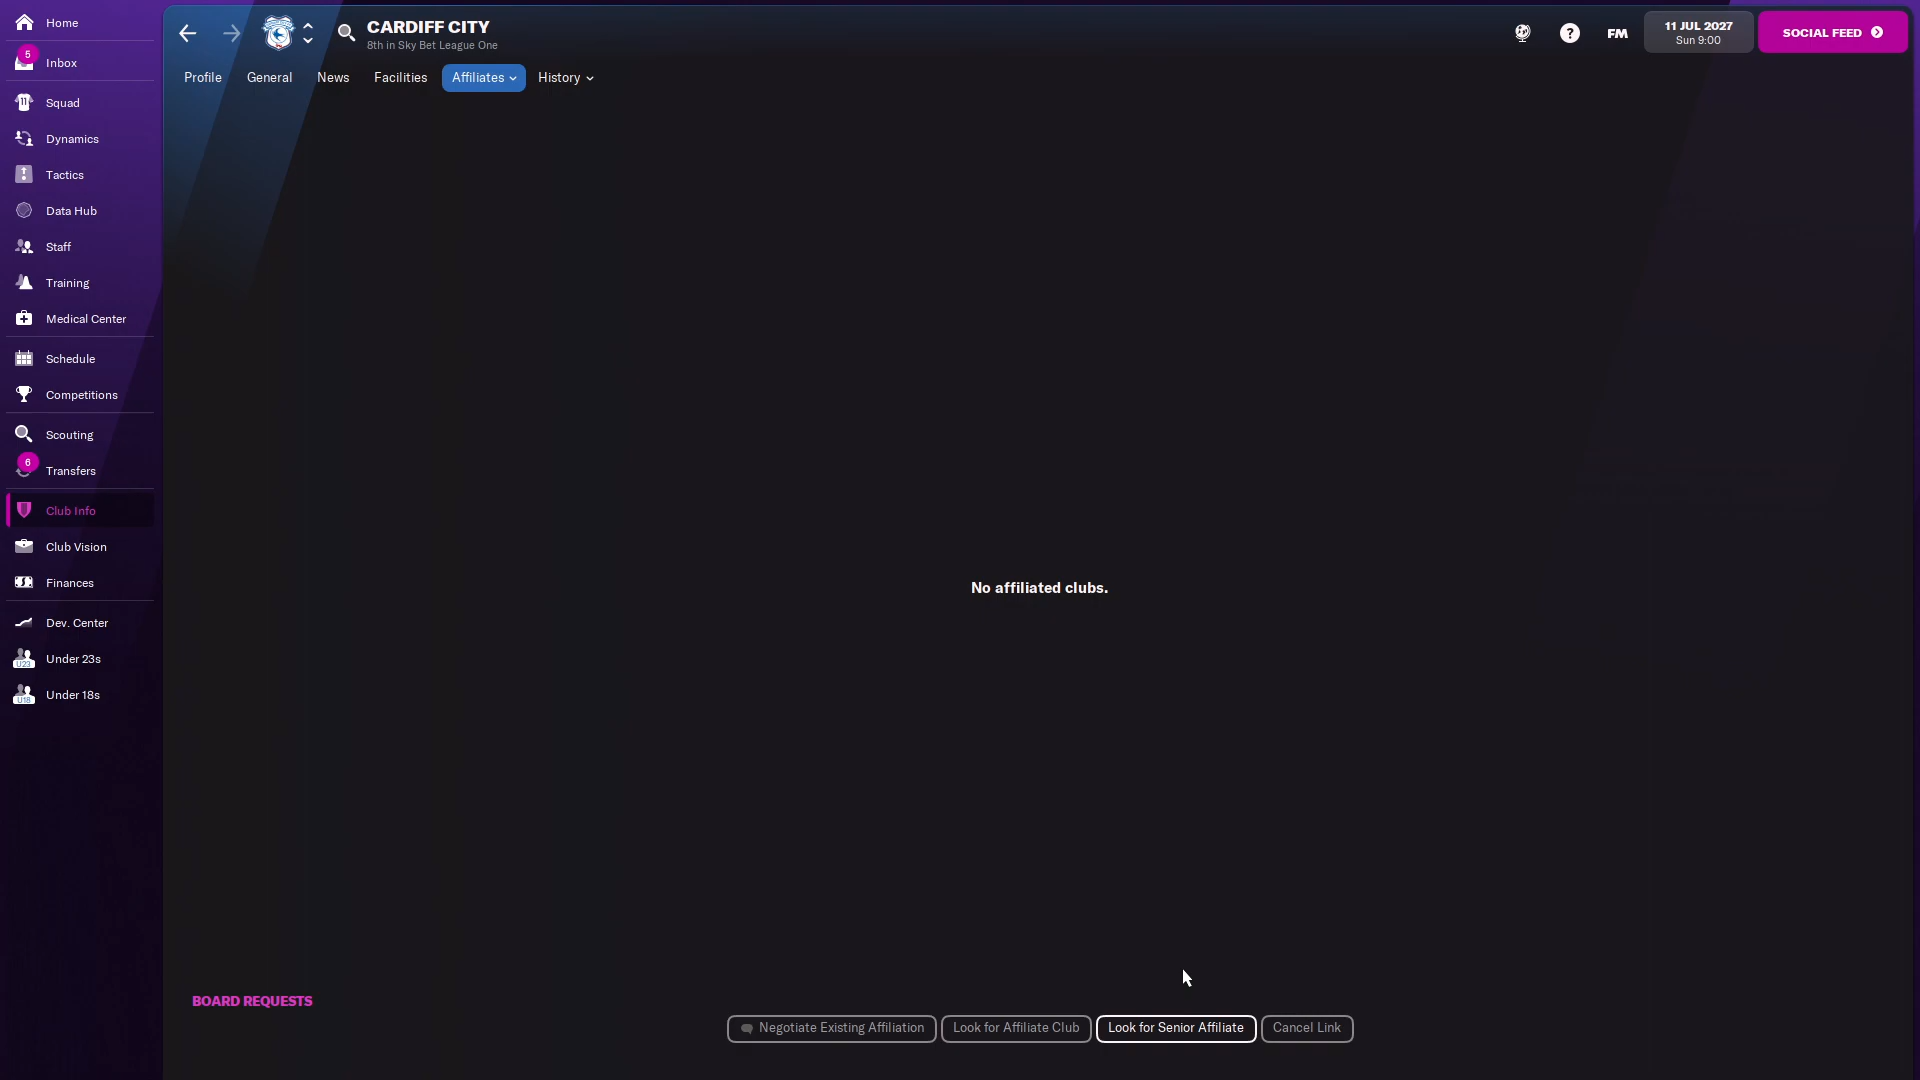 Home
5
Inbox
Squad
Dynamics
Tactics
Data Hub
Staff
Training
Medical Center
Schedule
Competitions
Scouting
6
Transfers
Club Info
Club Vision
Finances
Dev. Center
U23
Under 23s
U18
Under 18s
CARDIFF CITY
8th in Sky Bet League One
FM
11 JUL 2027
Sun 9:00
SOCIAL FEED
Profile
General
News
Facilities
Affiliates
History
No affiliated clubs.
BOARD REQUESTS
Negotiate Existing Affiliation
Look for Affiliate Club
Look for Senior Affiliate
Cancel Link